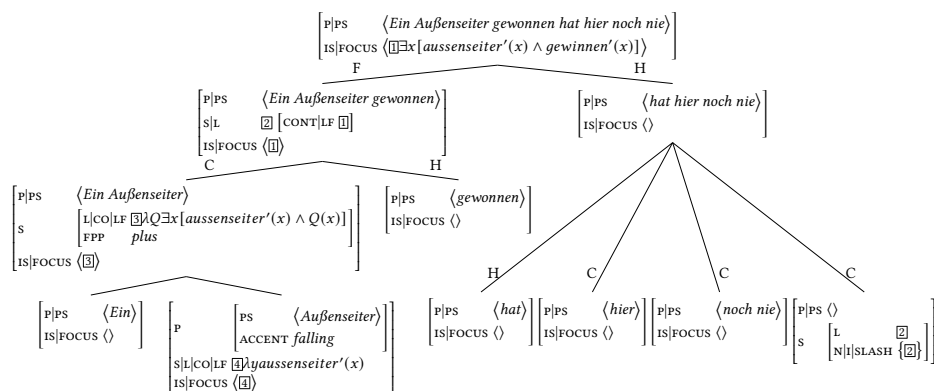 P|PS ⟨Ein Außenseiter gewonnen hat hier noch nie⟩
IS|FOCUS ⟨[1]∃x[aussenseiter′(x) ∧ gewinnen′(x)]⟩
F H
P|PS ⟨Ein Außenseiter gewonnen⟩
S|L [2] [CONT|LF [1]]
IS|FOCUS ⟨[1]⟩
P|PS ⟨hat hier noch nie⟩
IS|FOCUS ⟨⟩
C H
P|PS ⟨Ein Außenseiter⟩
S [L|CO|LF [3]λQ∃x[aussenseiter′(x) ∧ Q(x)]
FPP plus]
IS|FOCUS ⟨[3]⟩
P|PS ⟨gewonnen⟩
IS|FOCUS ⟨⟩
H C C C
P|PS ⟨Ein⟩
IS|FOCUS ⟨⟩
P [PS ⟨Außenseiter⟩
ACCENT falling]
S|L|CO|LF [4]λyaussenseiter′(x)
IS|FOCUS ⟨[4]⟩
P|PS ⟨hat⟩
IS|FOCUS ⟨⟩
P|PS ⟨hier⟩
IS|FOCUS ⟨⟩
P|PS ⟨noch nie⟩
IS|FOCUS ⟨⟩
P|PS ⟨⟩
S [L [2]
N|I|SLASH {[2]}]